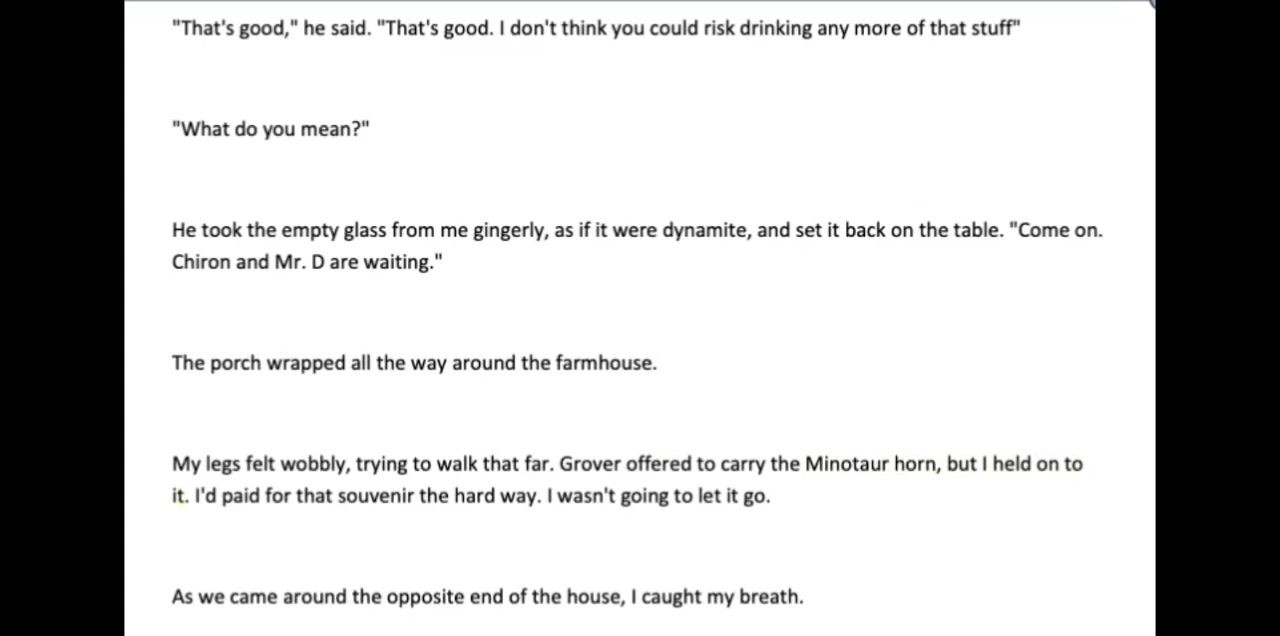 "That's good," he said. "That's good. I don't think you could risk drinking any more of that stuff"
"What do you mean?"
He took the empty glass from me gingerly, as if it were dynamite, and set it back on the table. "Come on.
Chiron and Mr. D are waiting."
The porch wrapped all the way around the farmhouse.
My legs felt wobbly, trying to walk that far. Grover offered to carry the Minotaur horn, but I held on to
it. I'd paid for that souvenir the hard way. I wasn't going to let it go.
As we came around the opposite end of the house, I caught my breath.